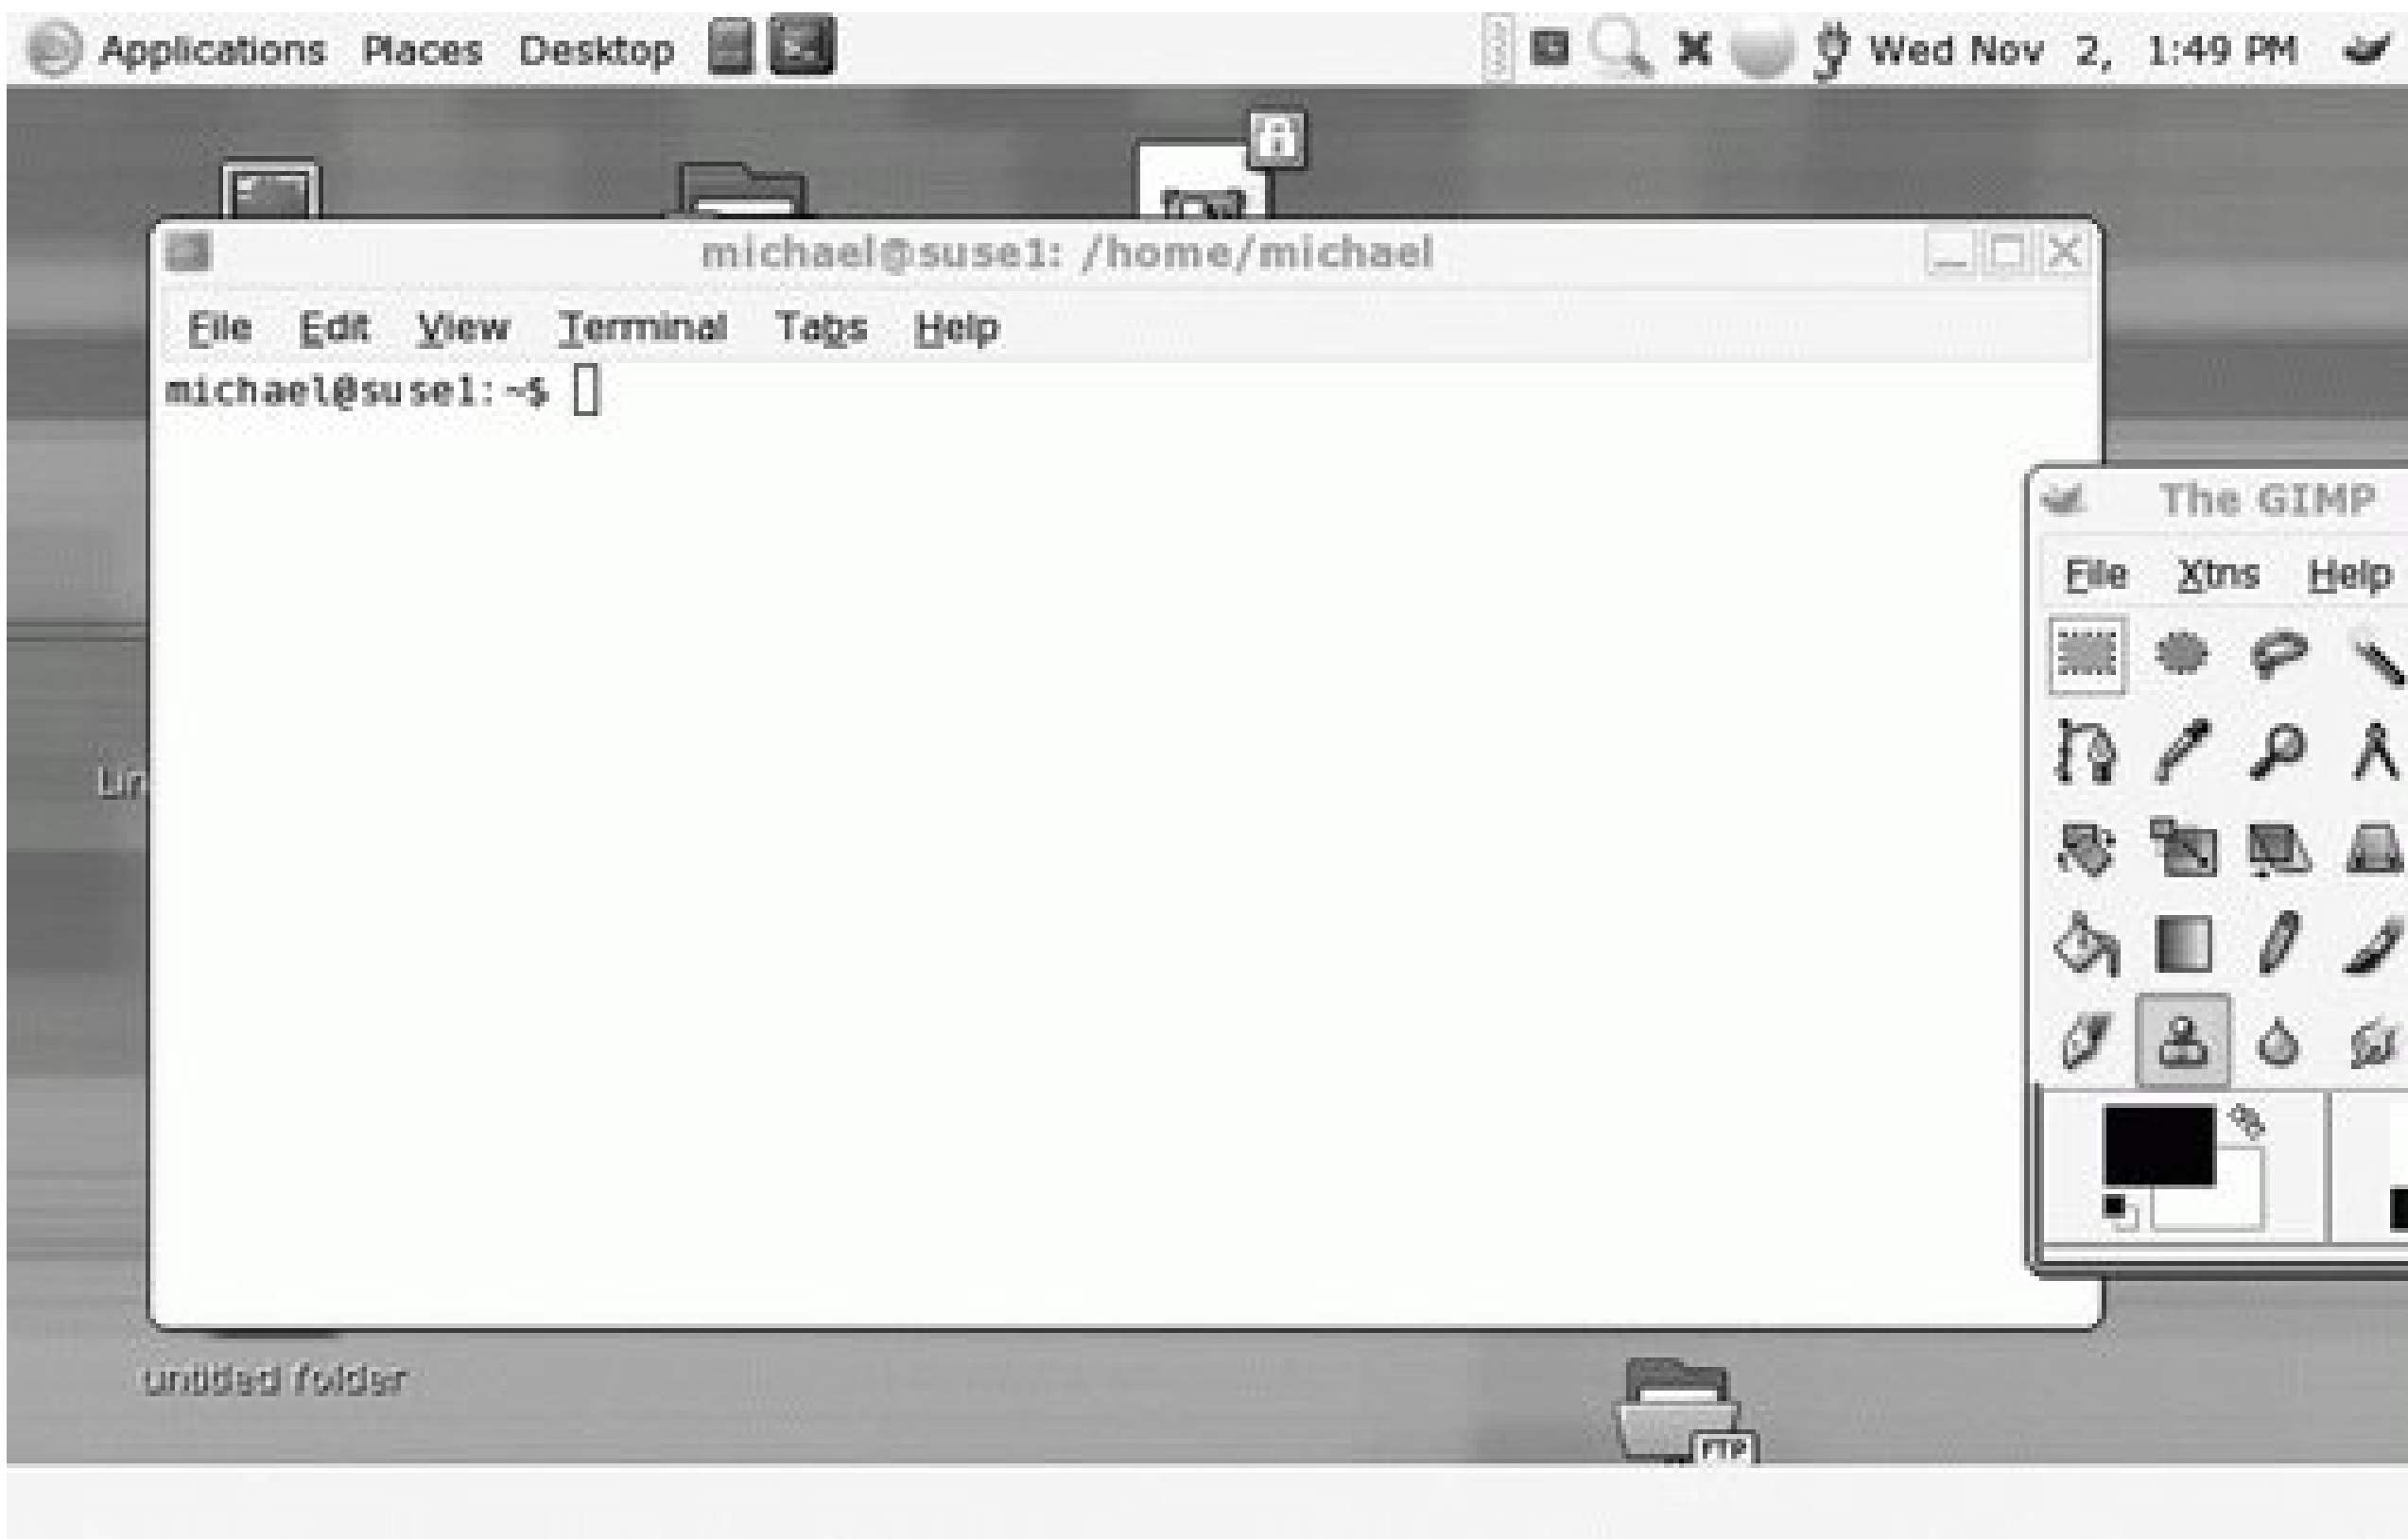 Applications Places Desktop
Wed Nov 2, 1:49 PM
michael@suse1: /home/michael
File Edit View Terminal Tabs Help
michael@suse1:~$
The GIMP
File Xtns Help
untitled folder
FTP